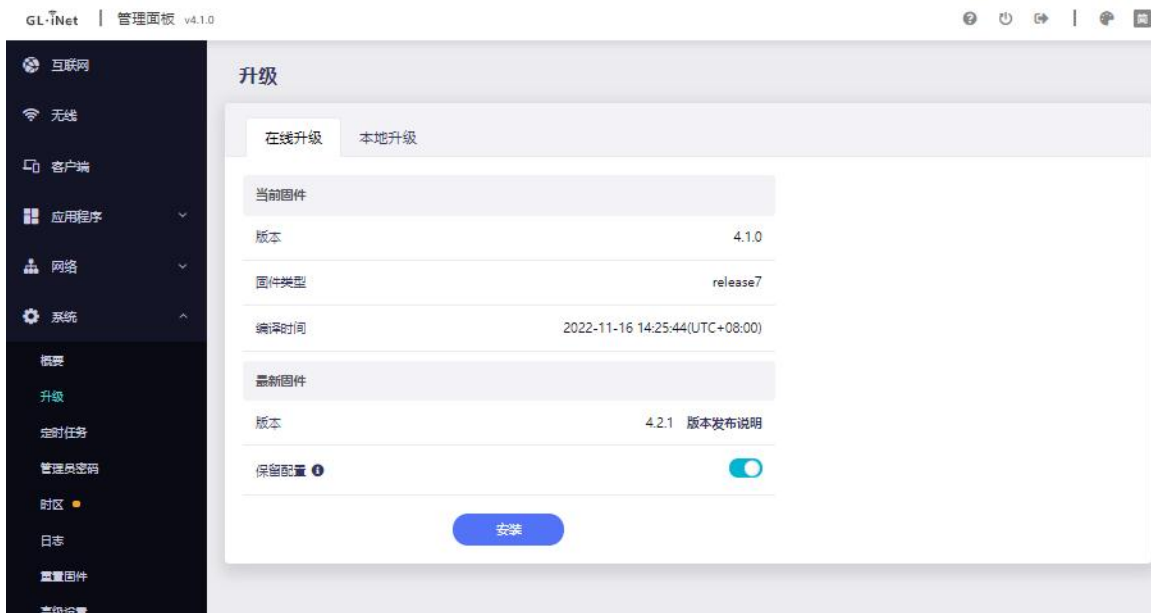 GL·iNet | 管理面板 v4.1.0
简
互联网
无线
客户端
应用程序
网络
系统
概要
升级
定时任务
管理员密码
时区
日志
重置固件
高级设置
升级
在线升级 本地升级
当前固件
版本 4.1.0
固件类型 release7
编译时间 2022-11-16 14:25:44(UTC+08:00)
最新固件
版本 4.2.1 版本发布说明
保留配置
安装